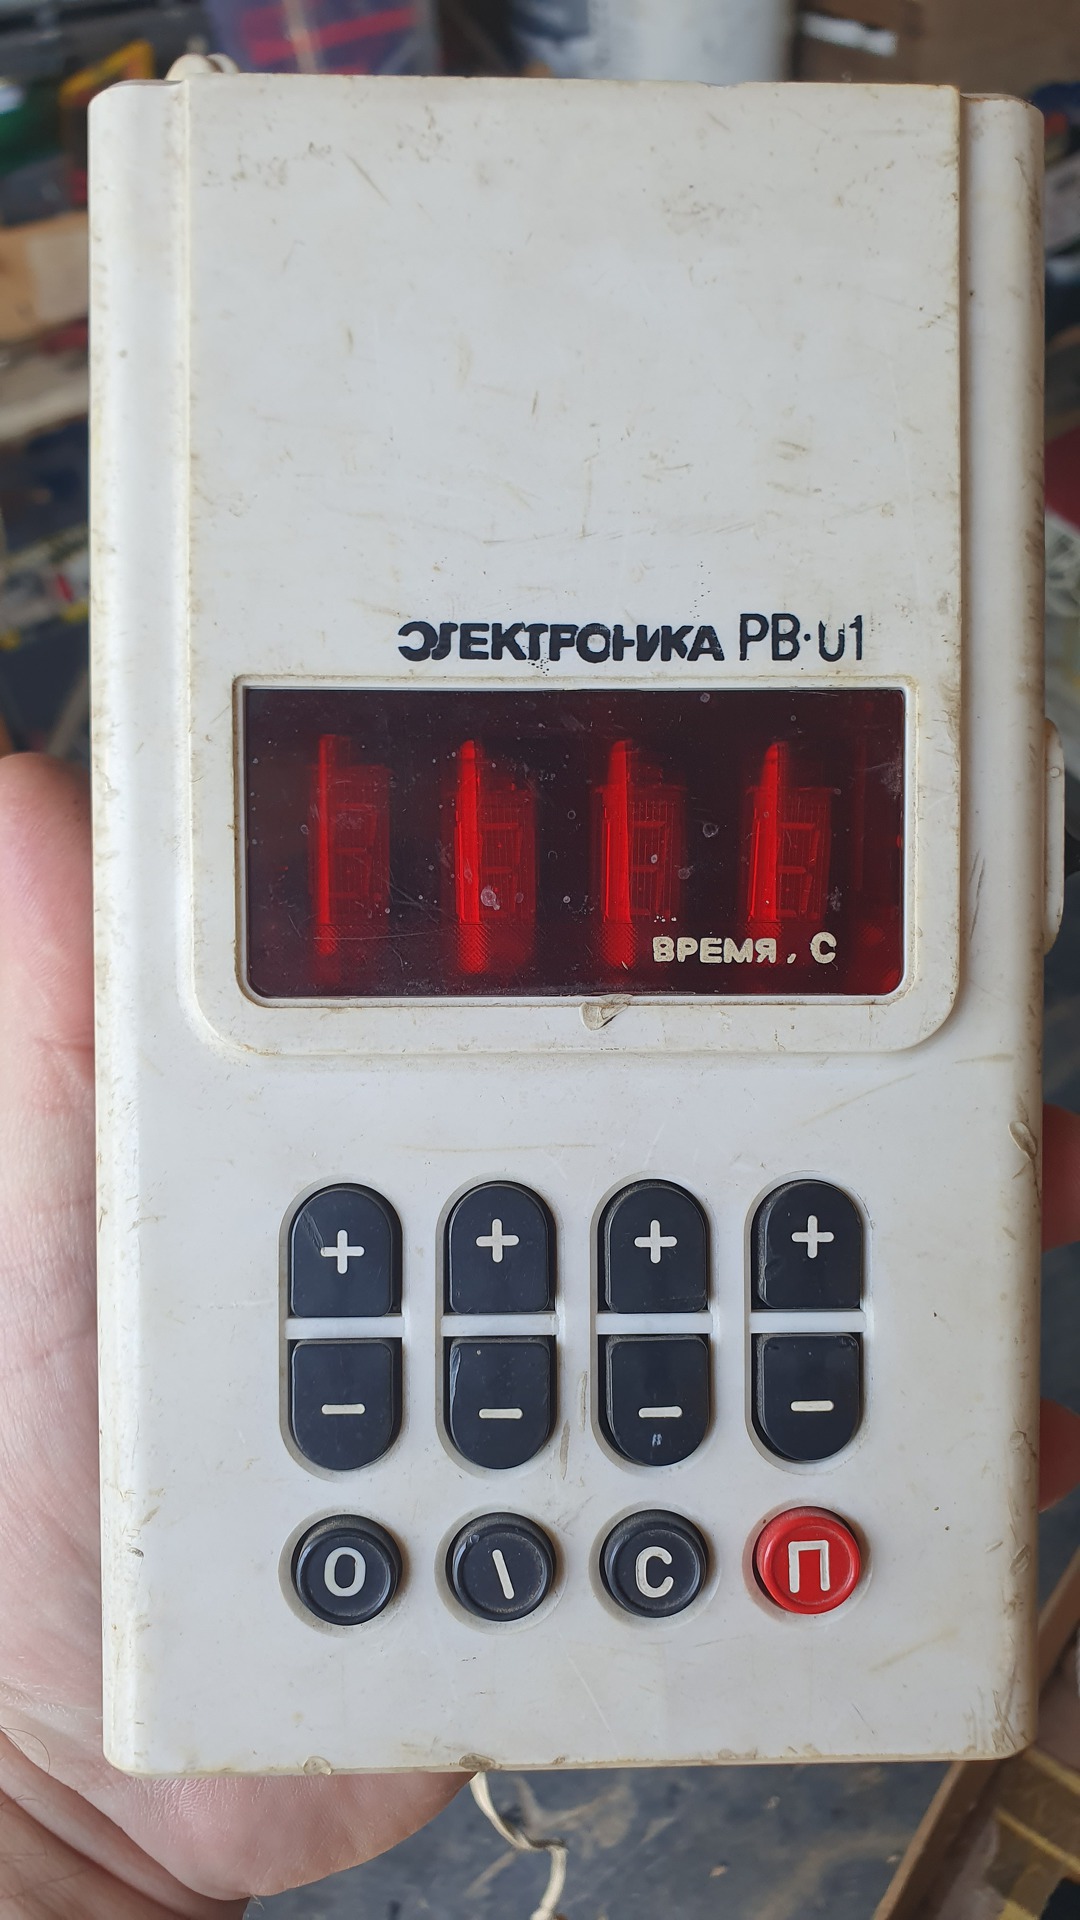 ЭЛЕКТРОНИКА РВ·01
ВРЕМЯ, С
+ + + +
− − − −
О \ С П